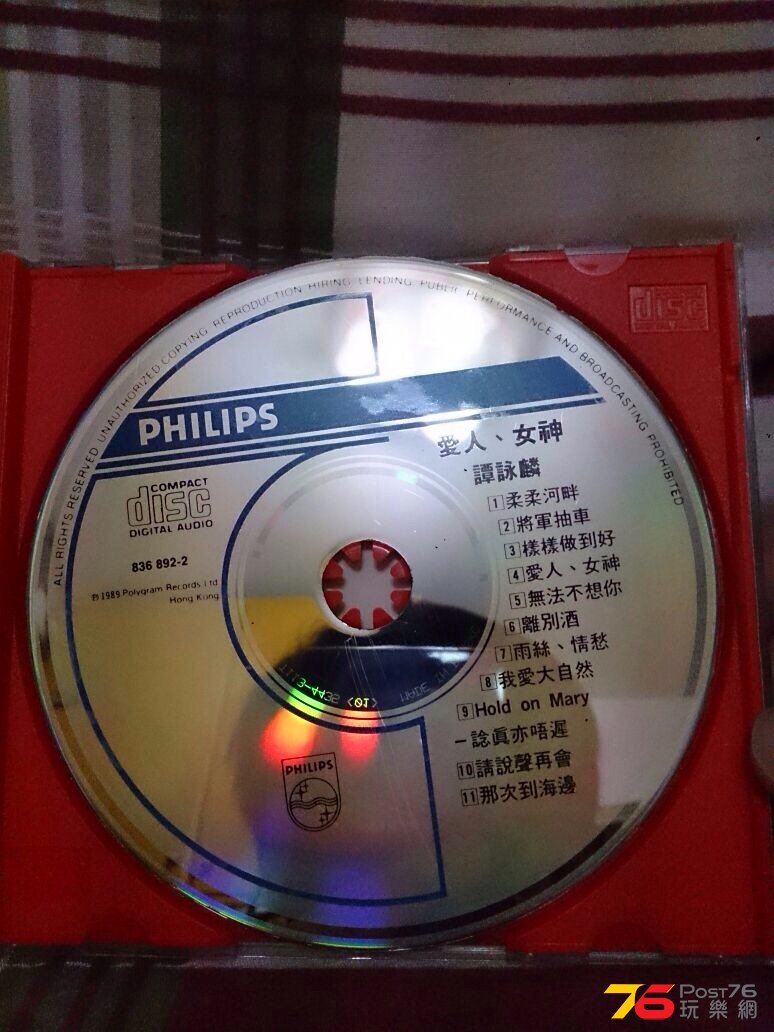 ALL RIGHTS RESERVED UNAUTHORIZED COPYING REPRODUCTION HIRING LENDING PUBLIC PERFORMANCE AND BROADCASTING PROHIBITED
disc
PHILIPS
愛人、女神
譚詠麟
COMPACT
disc
DIGITAL AUDIO
836 892-2
℗ 1989 Polygram Records Ltd
Hong Kong
1 柔柔河畔
2 將軍抽車
3 樣樣做到好
4 愛人、女神
5 無法不想你
6 離別酒
7 雨絲、情愁
8 我愛大自然
9 Hold on Mary
–諗眞亦唔遲
10 請說聲再會
11 那次到海邊
<01>
MADE IN
PHILIPS
76 Post76
玩樂網